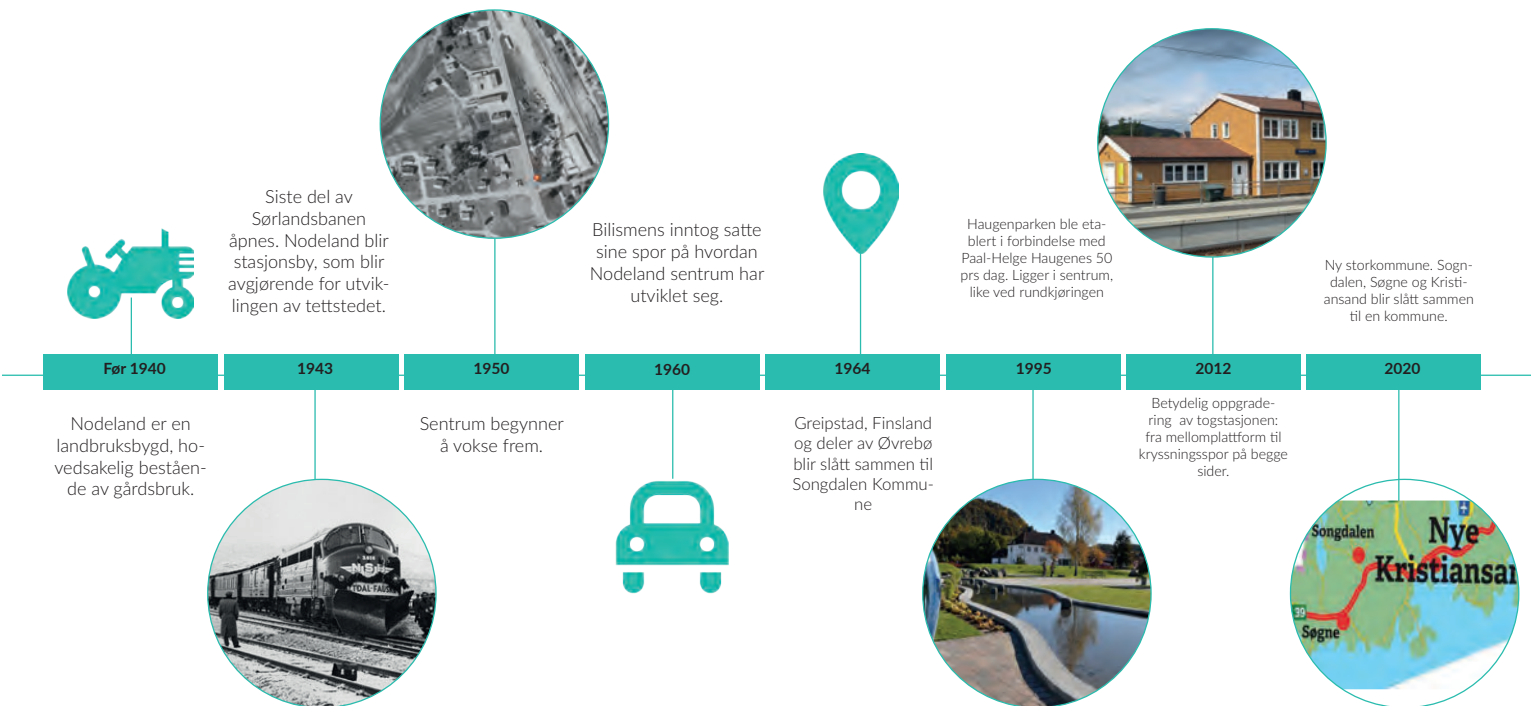 Siste del av
Sørlandsbanen
åpnes. Nodeland blir
stasjonsby, som blir
avgjørende for utvik-
lingen av tettstedet.
Bilismens inntog satte
sine spor på hvordan
Nodeland sentrum har
utviklet seg.
Haugenparken ble eta-
blert i forbindelse med
Paal-Helge Haugenes 50
prs dag. Ligger i sentrum,
like ved rundkjøringen
Ny storkommune. Sogn-
dalen, Søgne og Kristi-
ansand blir slått sammen
til en kommune.
Før 1940
1943
1950
1960
1964
1995
2012
2020
Nodeland er en
landbruksbygd, ho-
vedsakelig beståen-
de av gårdsbruk.
Sentrum begynner
å vokse frem.
Greipstad, Finsland
og deler av Øvrebø
blir slått sammen til
Songdalen Kommu-
ne
Betydelig oppgrade-
ring av togstasjonen:
fra mellomplattform til
kryssningsspor på begge
sider.
Songdalen
Nye
Kristiansan
39
Søgne